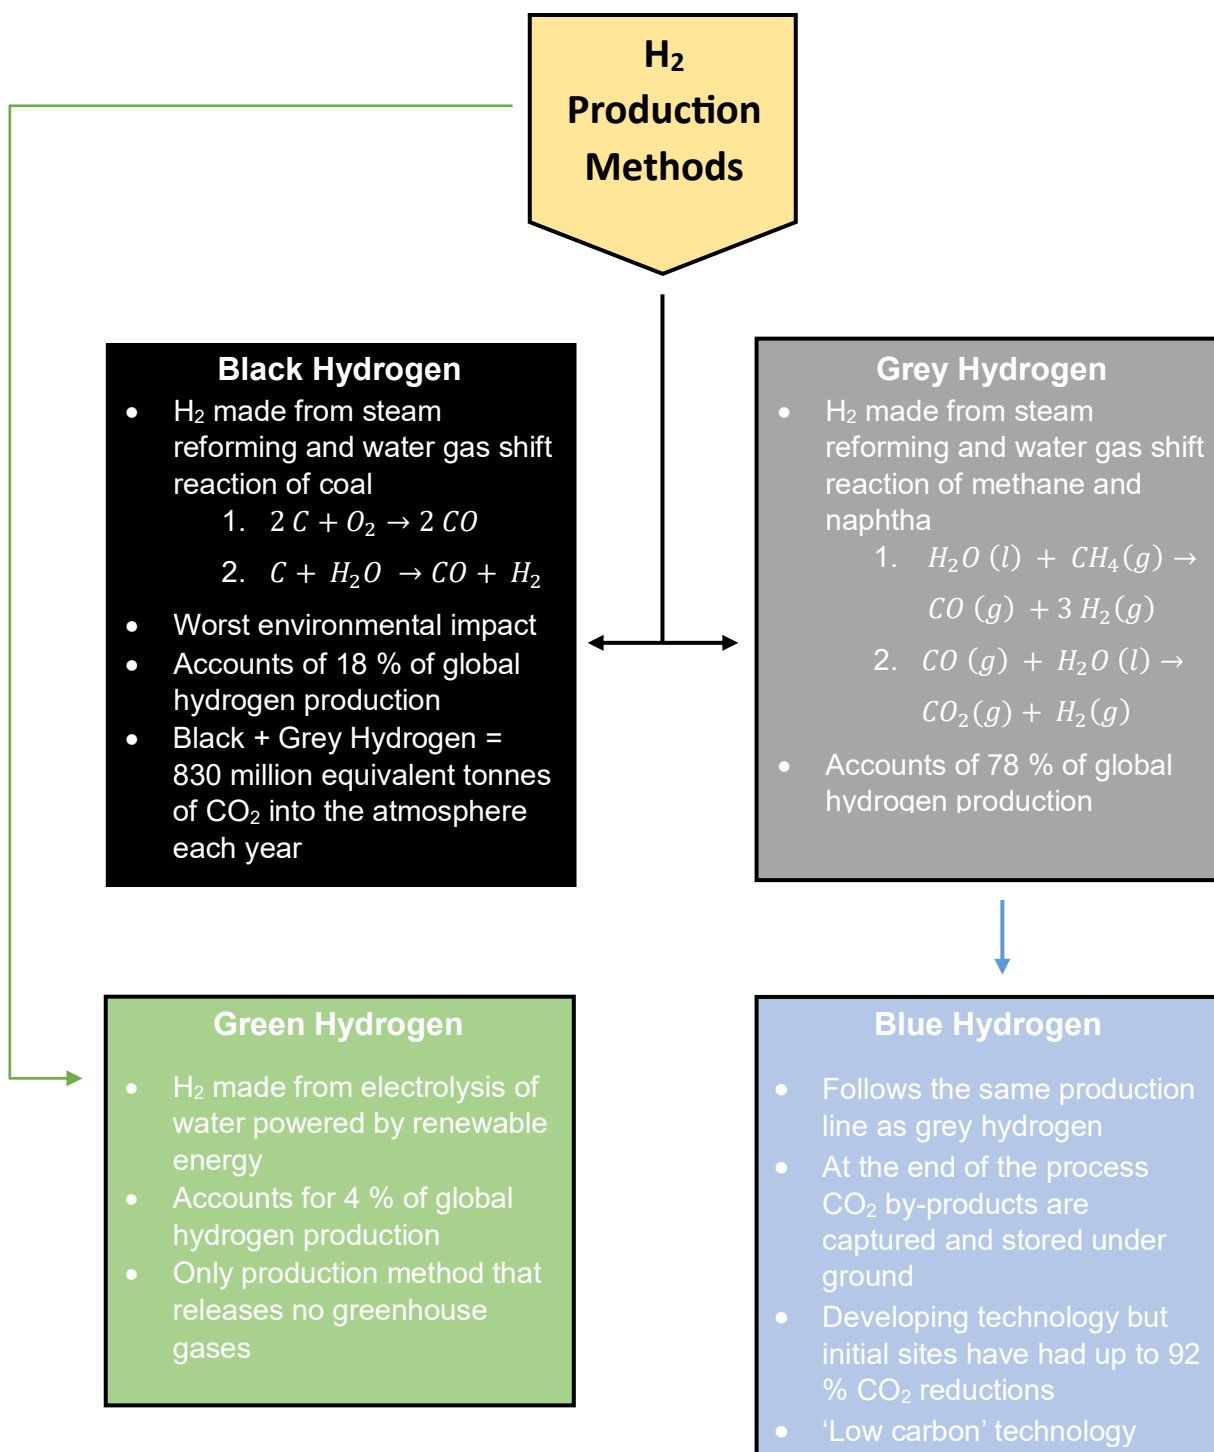 H₂
Production
Methods
Black Hydrogen
• H₂ made from steam
reforming and water gas shift
reaction of coal
1. 2 C + O₂ → 2 CO
2. C + H₂O → CO + H₂
• Worst environmental impact
• Accounts of 18 % of global
hydrogen production
• Black + Grey Hydrogen =
830 million equivalent tonnes
of CO₂ into the atmosphere
each year
Grey Hydrogen
• H₂ made from steam
reforming and water gas shift
reaction of methane and
naphtha
1. H₂O (l) + CH₄(g) →
CO (g) + 3 H₂(g)
2. CO (g) + H₂O (l) →
CO₂(g) + H₂(g)
• Accounts of 78 % of global
hydrogen production
Green Hydrogen
• H₂ made from electrolysis of
water powered by renewable
energy
• Accounts for 4 % of global
hydrogen production
• Only production method that
releases no greenhouse
gases
Blue Hydrogen
• Follows the same production
line as grey hydrogen
• At the end of the process
CO₂ by-products are
captured and stored under
ground
• Developing technology but
initial sites have had up to 92
% CO₂ reductions
• ‘Low carbon’ technology